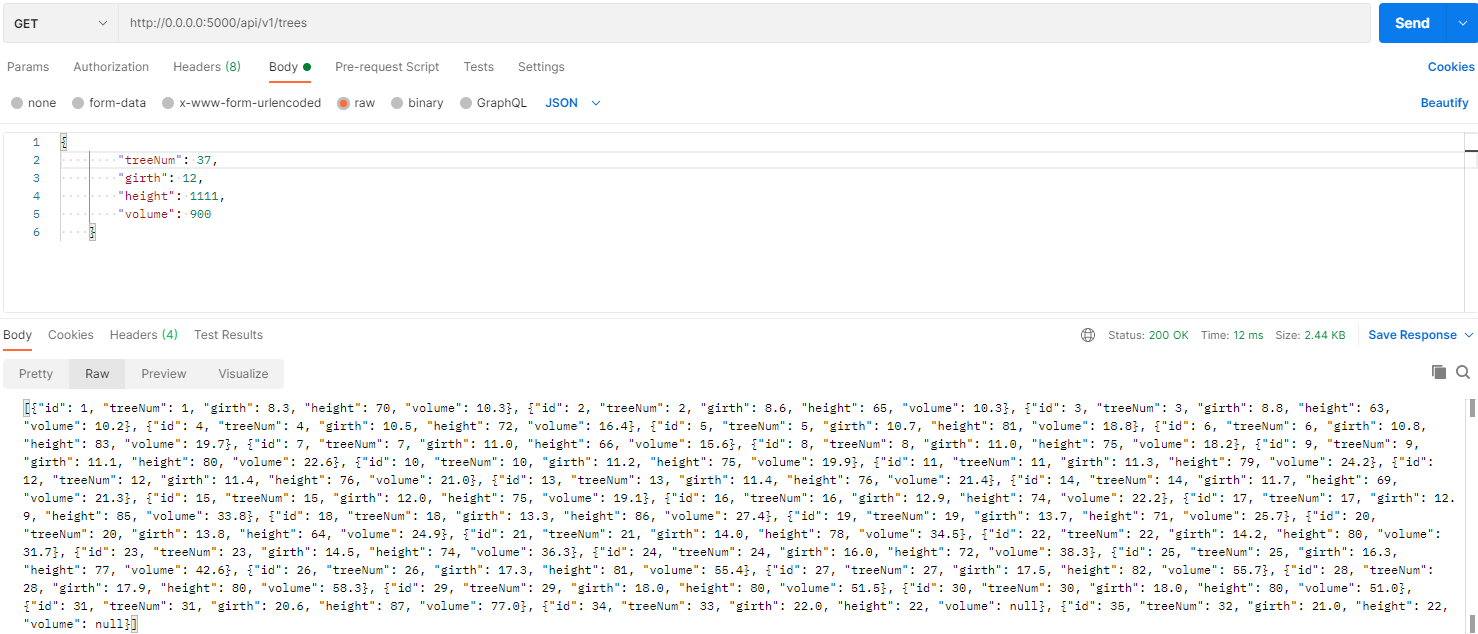 GET http://0.0.0.0:5000/api/v1/trees Send
Params Authorization Headers (8) Body Pre-request Script Tests Settings Cookies
none form-data x-www-form-urlencoded raw binary GraphQL JSON Beautify
1 {
2 "treeNum": 37,
3 "girth": 12,
4 "height": 1111,
5 "volume": 900
6 }
Body Cookies Headers (4) Test Results Status: 200 OK Time: 12 ms Size: 2.44 KB Save Response
Pretty Raw Preview Visualize
[{"id": 1, "treeNum": 1, "girth": 8.3, "height": 70, "volume": 10.3}, {"id": 2, "treeNum": 2, "girth": 8.6, "height": 65, "volume": 10.3}, {"id": 3, "treeNum": 3, "girth": 8.8, "height": 63,
"volume": 10.2}, {"id": 4, "treeNum": 4, "girth": 10.5, "height": 72, "volume": 16.4}, {"id": 5, "treeNum": 5, "girth": 10.7, "height": 81, "volume": 18.8}, {"id": 6, "treeNum": 6, "girth": 10.8,
"height": 83, "volume": 19.7}, {"id": 7, "treeNum": 7, "girth": 11.0, "height": 66, "volume": 15.6}, {"id": 8, "treeNum": 8, "girth": 11.0, "height": 75, "volume": 18.2}, {"id": 9, "treeNum": 9,
"girth": 11.1, "height": 80, "volume": 22.6}, {"id": 10, "treeNum": 10, "girth": 11.2, "height": 75, "volume": 19.9}, {"id": 11, "treeNum": 11, "girth": 11.3, "height": 79, "volume": 24.2}, {"id":
12, "treeNum": 12, "girth": 11.4, "height": 76, "volume": 21.0}, {"id": 13, "treeNum": 13, "girth": 11.4, "height": 76, "volume": 21.4}, {"id": 14, "treeNum": 14, "girth": 11.7, "height": 69,
"volume": 21.3}, {"id": 15, "treeNum": 15, "girth": 12.0, "height": 75, "volume": 19.1}, {"id": 16, "treeNum": 16, "girth": 12.9, "height": 74, "volume": 22.2}, {"id": 17, "treeNum": 17, "girth": 12.
9, "height": 85, "volume": 33.8}, {"id": 18, "treeNum": 18, "girth": 13.3, "height": 86, "volume": 27.4}, {"id": 19, "treeNum": 19, "girth": 13.7, "height": 71, "volume": 25.7}, {"id": 20,
"treeNum": 20, "girth": 13.8, "height": 64, "volume": 24.9}, {"id": 21, "treeNum": 21, "girth": 14.0, "height": 78, "volume": 34.5}, {"id": 22, "treeNum": 22, "girth": 14.2, "height": 80, "volume":
31.7}, {"id": 23, "treeNum": 23, "girth": 14.5, "height": 74, "volume": 36.3}, {"id": 24, "treeNum": 24, "girth": 16.0, "height": 72, "volume": 38.3}, {"id": 25, "treeNum": 25, "girth": 16.3,
"height": 77, "volume": 42.6}, {"id": 26, "treeNum": 26, "girth": 17.3, "height": 81, "volume": 55.4}, {"id": 27, "treeNum": 27, "girth": 17.5, "height": 82, "volume": 55.7}, {"id": 28, "treeNum":
28, "girth": 17.9, "height": 80, "volume": 58.3}, {"id": 29, "treeNum": 29, "girth": 18.0, "height": 80, "volume": 51.5}, {"id": 30, "treeNum": 30, "girth": 18.0, "height": 80, "volume": 51.0},
{"id": 31, "treeNum": 31, "girth": 20.6, "height": 87, "volume": 77.0}, {"id": 34, "treeNum": 33, "girth": 22.0, "height": 22, "volume": null}, {"id": 35, "treeNum": 32, "girth": 21.0, "height": 22,
"volume": null}]